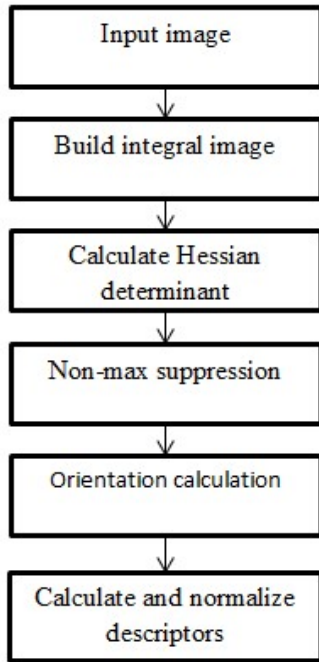 Input image
Build integral image
Calculate Hessian
determinant
Non-max suppression
Orientation calculation
Calculate and normalize
descriptors